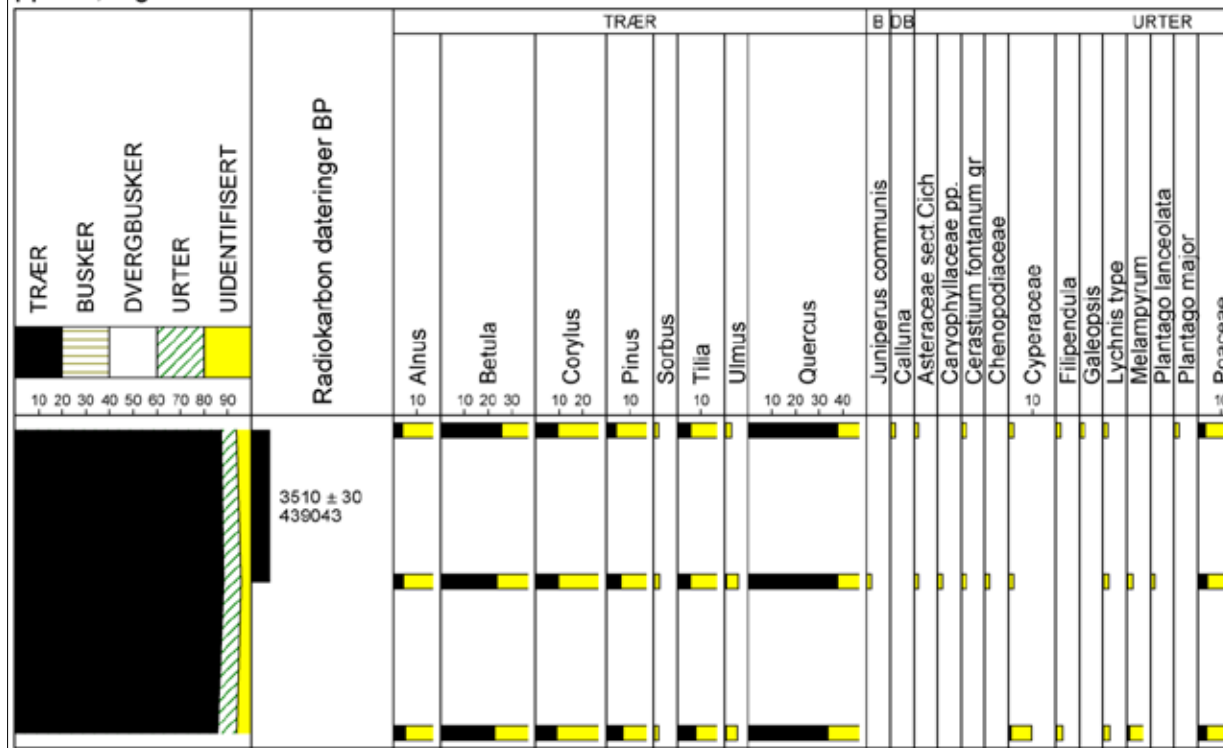 TRÆR B DB URTER
TRÆR
BUSKER
DVERGBUSKER
URTER
UIDENTIFISERT
Radiokarbon dateringer BP
Alnus
Betula
Corylus
Pinus
Sorbus
Tilia
Ulmus
Quercus
Juniperus communis
Calluna
Asteraceae sect.Cich
Caryophyllaceae pp.
Cerastium fontanum gr
Chenopodiaceae
Cyperaceae
Filipendula
Galeopsis
Lychnis type
Melampyrum
Plantago lanceolata
Plantago major
Poaceae
10 20 30 40 50 60 70 80 90 10 10 20 30 10 20 10 10 10 20 30 40 10 10
3510 ± 30
439043